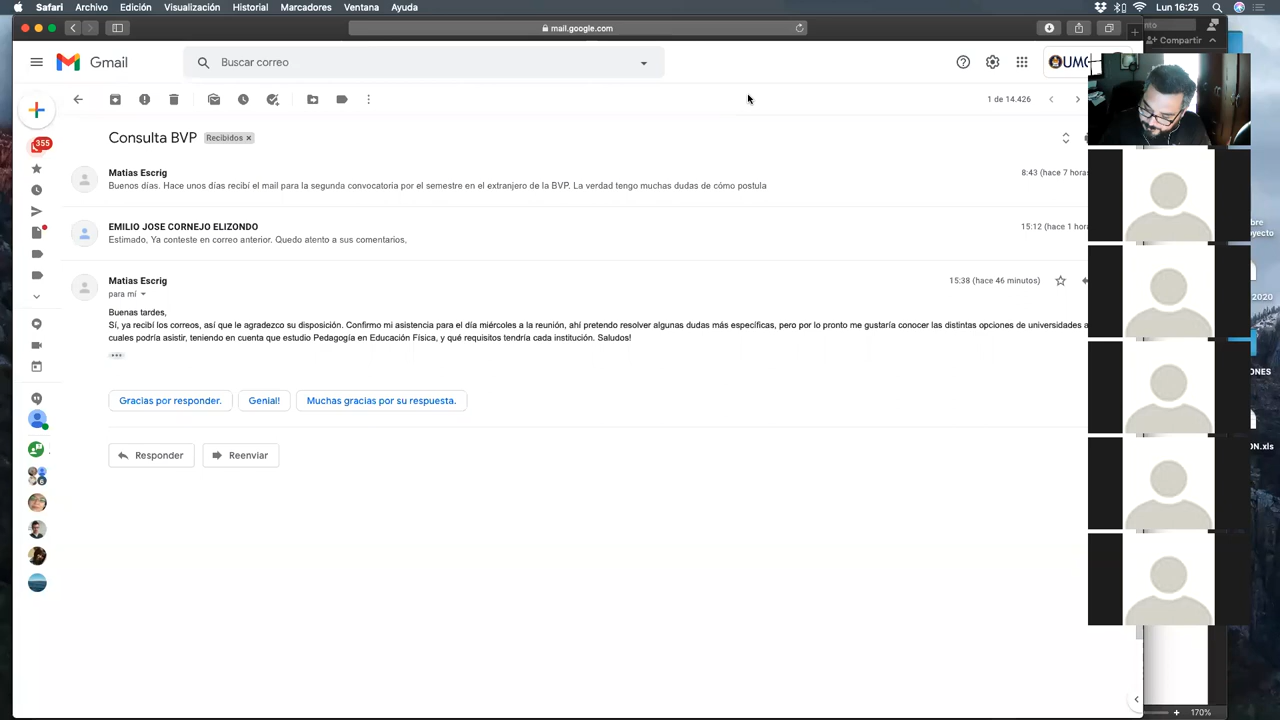 Safari Archivo Edición Visualización Historial Marcadores Ventana Ayuda Lun 16:25
mail.google.com
Compartir
Gmail
Buscar correo
UMC
1 de 14.426
355
Consulta BVP Recibidos ×
Matias Escrig 8:43 (hace 7 hora
Buenos días. Hace unos días recibí el mail para la segunda convocatoria por el semestre en el extranjero de la BVP. La verdad tengo muchas dudas de cómo postula
EMILIO JOSE CORNEJO ELIZONDO 15:12 (hace 1 hora
Estimado, Ya conteste en correo anterior. Quedo atento a sus comentarios,
Matias Escrig 15:38 (hace 46 minutos)
para mí
Buenas tardes,
Sí, ya recibí los correos, así que le agradezco su disposición. Confirmo mi asistencia para el día miércoles a la reunión, ahí pretendo resolver algunas dudas más específicas, pero por lo pronto me gustaría conocer las distintas opciones de universidades a
cuales podría asistir, teniendo en cuenta que estudio Pedagogía en Educación Física, y qué requisitos tendría cada institución. Saludos!
Gracias por responder. Genial! Muchas gracias por su respuesta.
Responder Reenviar
bre
yecto
2020
ONES
ON.xls
170%